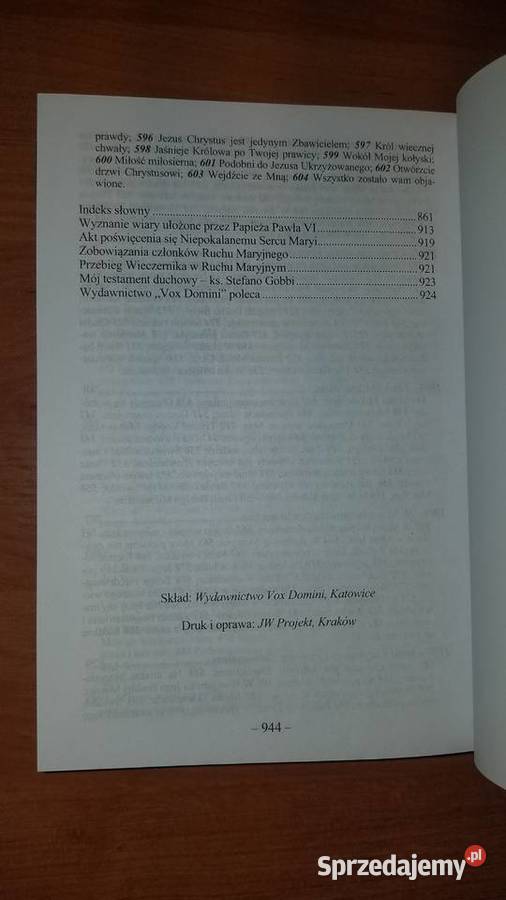 prawdy; 596 Jezus Chrystus jest jedynym Zbawicielem; 597 Król wiecznej
chwały; 598 Jaśnieje Królowa po Twojej prawicy; 599 Wokół Mojej kołyski;
600 Miłość miłosierna; 601 Podobni do Jezusa Ukrzyżowanego; 602 Otwórzcie
drzwi Chrystusowi; 603 Wejdźcie ze Mną; 604 Wszystko zostało wam obja-
wione.
Indeks słowny ........ 861
Wyznanie wiary ułożone przez Papieża Pawła VI ........ 913
Akt poświęcenia się Niepokalanemu Sercu Maryi ........ 919
Zobowiązania członków Ruchu Maryjnego ........ 921
Przebieg Wieczernika w Ruchu Maryjnym ........ 921
Mój testament duchowy – ks. Stefano Gobbi ........ 923
Wydawnictwo „Vox Domini” poleca ........ 924
Skład: Wydawnictwo Vox Domini, Katowice
Druk i oprawa: JW Projekt, Kraków
– 944 –
Sprzedajemy.pl